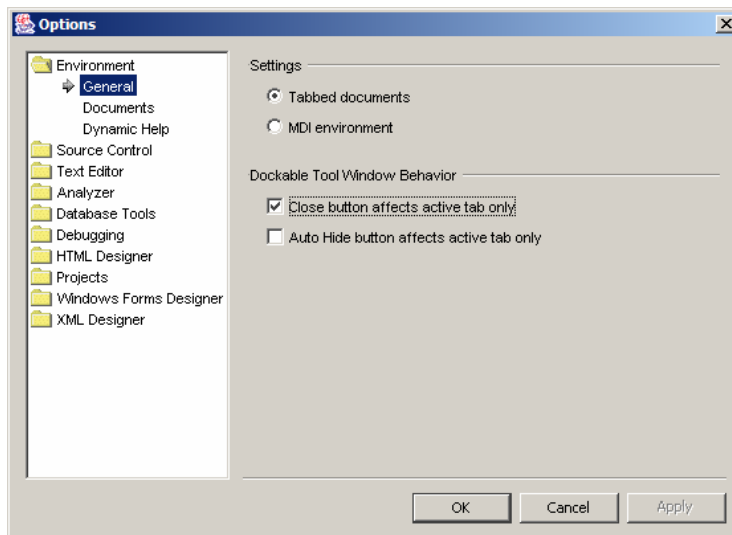 Options
Environment
General
Documents
Dynamic Help
Source Control
Text Editor
Analyzer
Database Tools
Debugging
HTML Designer
Projects
Windows Forms Designer
XML Designer
Settings
Tabbed documents
MDI environment
Dockable Tool Window Behavior
Close button affects active tab only
Auto Hide button affects active tab only
OK
Cancel
Apply